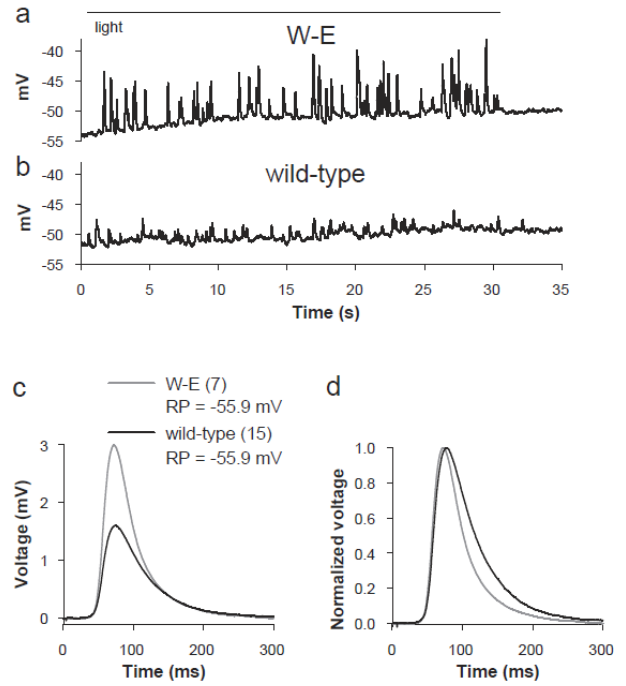 a
light
W-E
-40
-45
-50
-55
mV
b
wild-type
-40
-45
-50
-55
mV
0 5 10 15 20 25 30 35
Time (s)
c
W-E (7)
RP = -55.9 mV
wild-type (15)
RP = -55.9 mV
3
2
1
0
Voltage (mV)
0 100 200 300
Time (ms)
d
1.0
0.8
0.6
0.4
0.2
0.0
Normalized voltage
0 100 200 300
Time (ms)